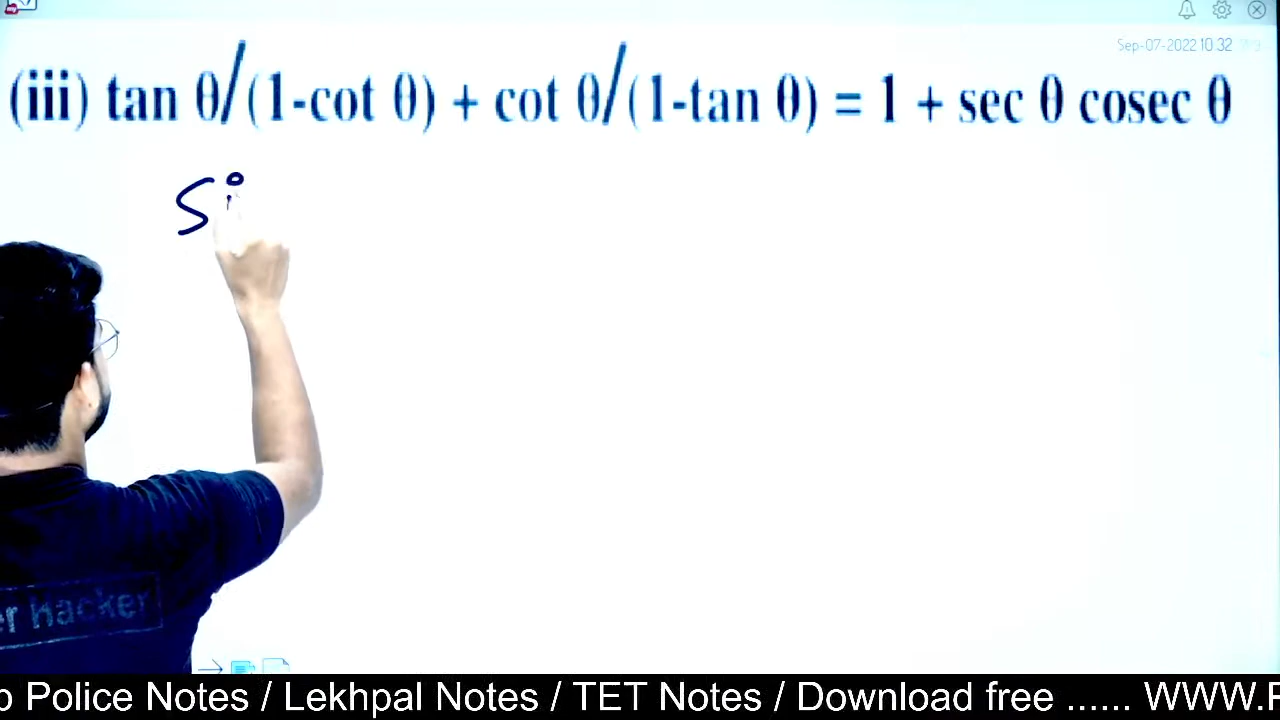 Sep-07-2022 10:32
(iii) tan θ/(1-cot θ) + cot θ/(1-tan θ) = 1 + sec θ cosec θ
Si
er Hacker
Police Notes / Lekhpal Notes / TET Notes / Download free ...... WWW.